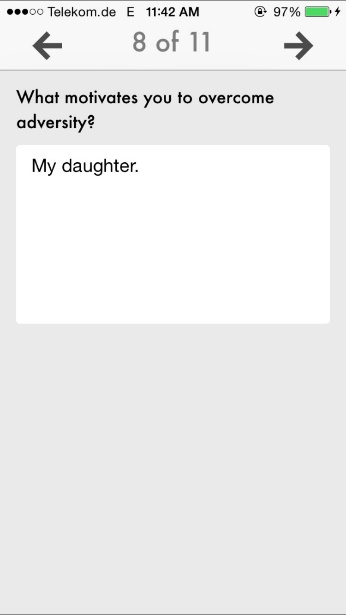 Telekom.de E 11:42 AM 97%
8 of 11
What motivates you to overcome
adversity?
My daughter.